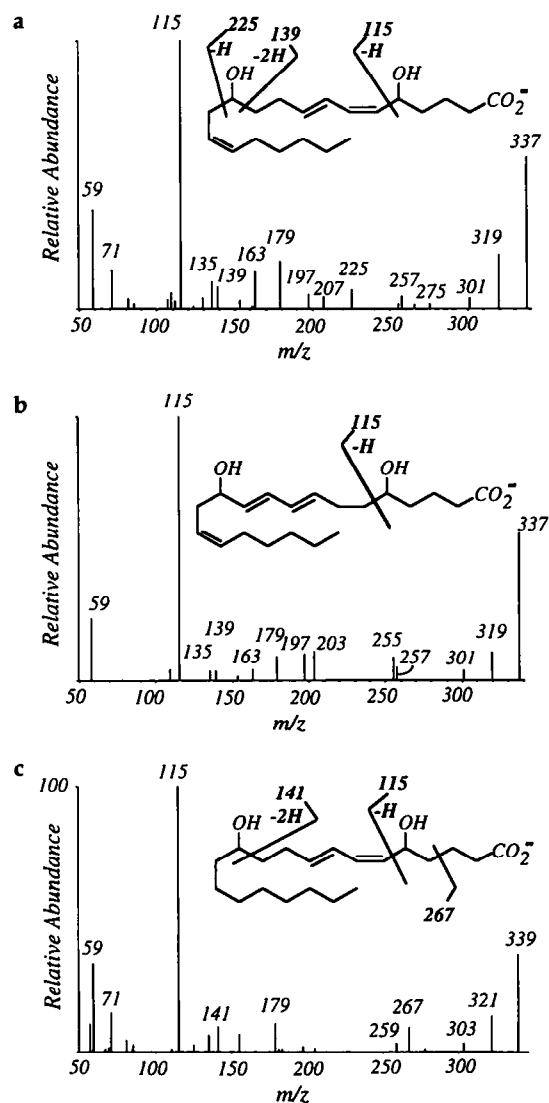 a
225
-H
139
-2H
115
-H
OH
OH
CO₂⁻
115
337
59
71
135
139
163
179
197
207
225
257
275
301
319
Relative Abundance
50 100 150 200 250 300
m/z
b
115
-H
OH
OH
CO₂⁻
115
337
59
135
139
163
179
197
203
255
257
301
319
Relative Abundance
50 100 150 200 250 300
m/z
c
100
141
-2H
115
-H
OH
OH
CO₂⁻
267
115
339
59
71
141
179
259
267
303
321
Relative Abundance
50 100 150 200 250 300
m/z